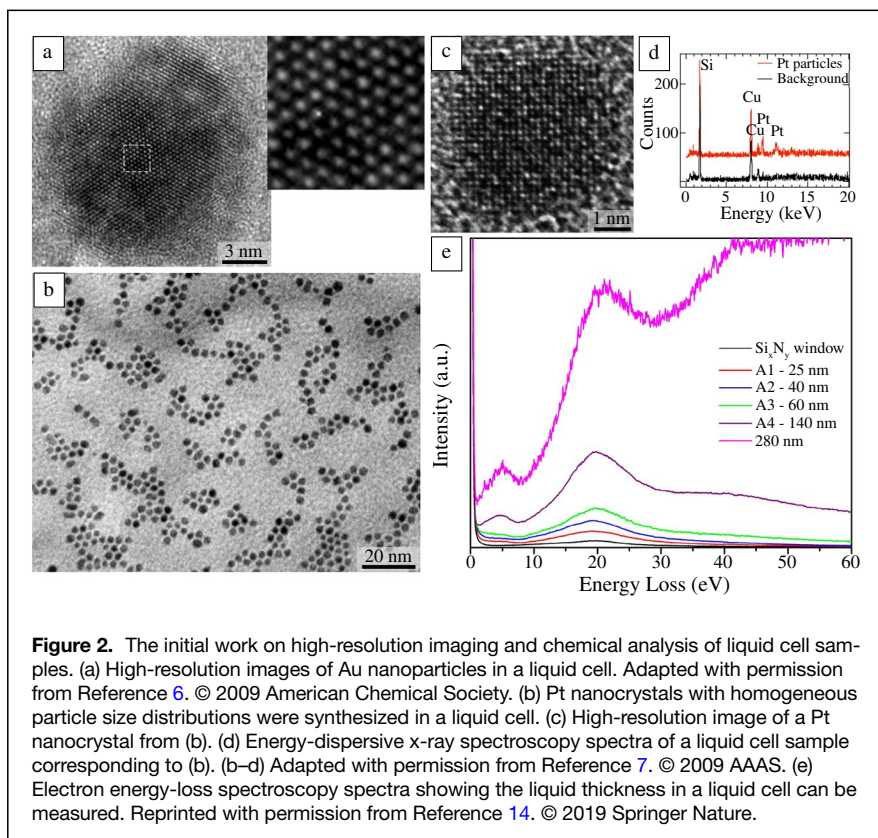 a
3 nm
c
1 nm
d
Si
Pt particles
Background
200
100
Counts
Cu
Pt
Cu
Pt
0
5
10
15
20
Energy (keV)
b
20 nm
e
Intensity (a.u.)
SixNy window
A1 - 25 nm
A2 - 40 nm
A3 - 60 nm
A4 - 140 nm
280 nm
0
10
20
30
40
50
60
Energy Loss (eV)
Figure 2. The initial work on high-resolution imaging and chemical analysis of liquid cell sam-
ples. (a) High-resolution images of Au nanoparticles in a liquid cell. Adapted with permission
from Reference 6. © 2009 American Chemical Society. (b) Pt nanocrystals with homogeneous
particle size distributions were synthesized in a liquid cell. (c) High-resolution image of a Pt
nanocrystal from (b). (d) Energy-dispersive x-ray spectroscopy spectra of a liquid cell sample
corresponding to (b). (b–d) Adapted with permission from Reference 7. © 2009 AAAS. (e)
Electron energy-loss spectroscopy spectra showing the liquid thickness in a liquid cell can be
measured. Reprinted with permission from Reference 14. © 2019 Springer Nature.